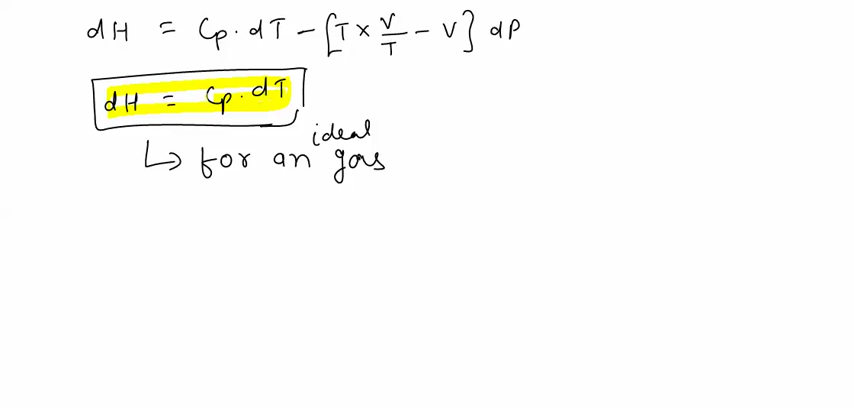 dH = Cp · dT − [T × V/T − V] dP
dH = Cp · dT
↳ for an ideal gas